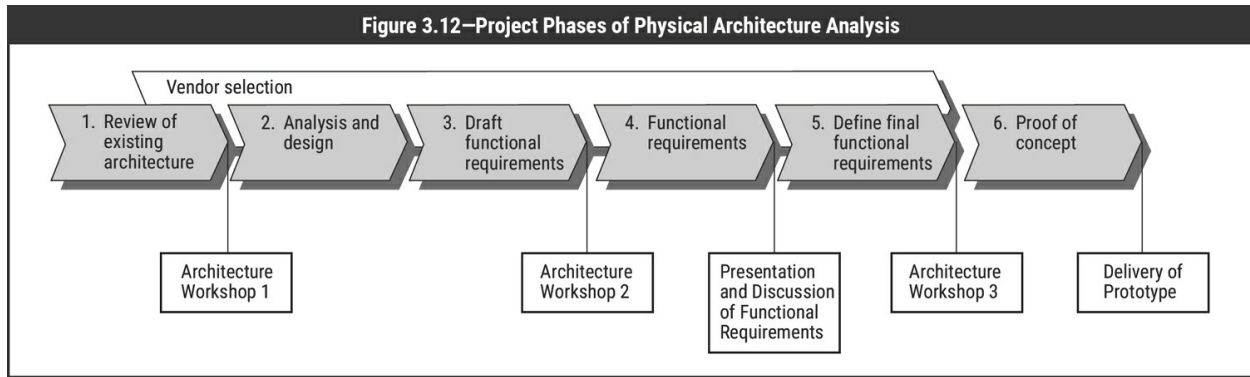 Figure 3.12—Project Phases of Physical Architecture Analysis
Vendor selection
1. Review of
existing
architecture
2. Analysis and
design
3. Draft
functional
requirements
4. Functional
requirements
5. Define final
functional
requirements
6. Proof of
concept
Architecture
Workshop 1
Architecture
Workshop 2
Presentation
and Discussion
of Functional
Requirements
Architecture
Workshop 3
Delivery of
Prototype